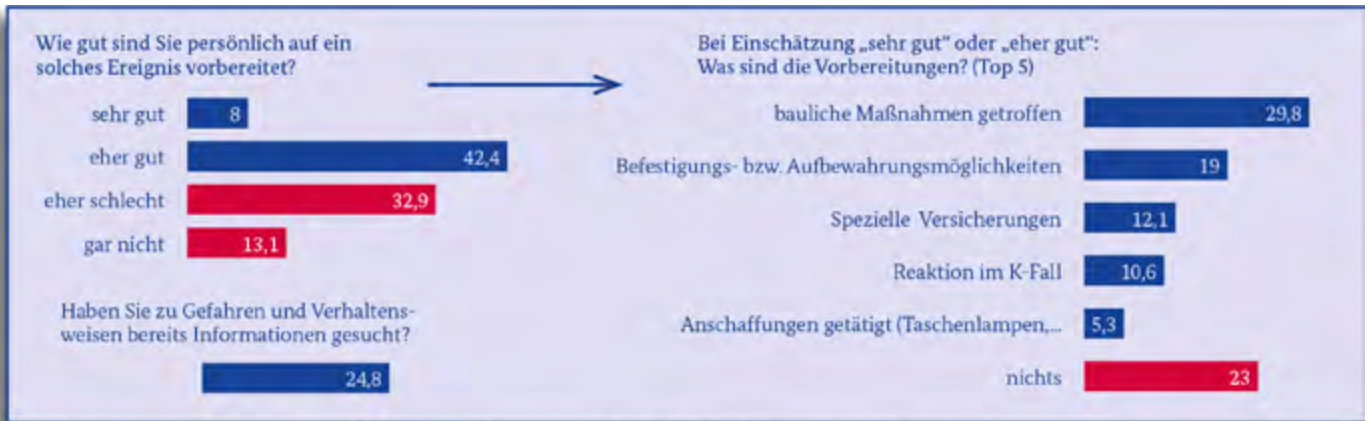 Wie gut sind Sie persönlich auf ein
solches Ereignis vorbereitet?
sehr gut 8
eher gut 42,4
eher schlecht 32,9
gar nicht 13,1
Haben Sie zu Gefahren und Verhaltens-
weisen bereits Informationen gesucht?
24,8
Bei Einschätzung „sehr gut" oder „eher gut":
Was sind die Vorbereitungen? (Top 5)
bauliche Maßnahmen getroffen 29,8
Befestigungs- bzw. Aufbewahrungsmöglichkeiten 19
Spezielle Versicherungen 12,1
Reaktion im K-Fall 10,6
Anschaffungen getätigt (Taschenlampen,... 5,3
nichts 23